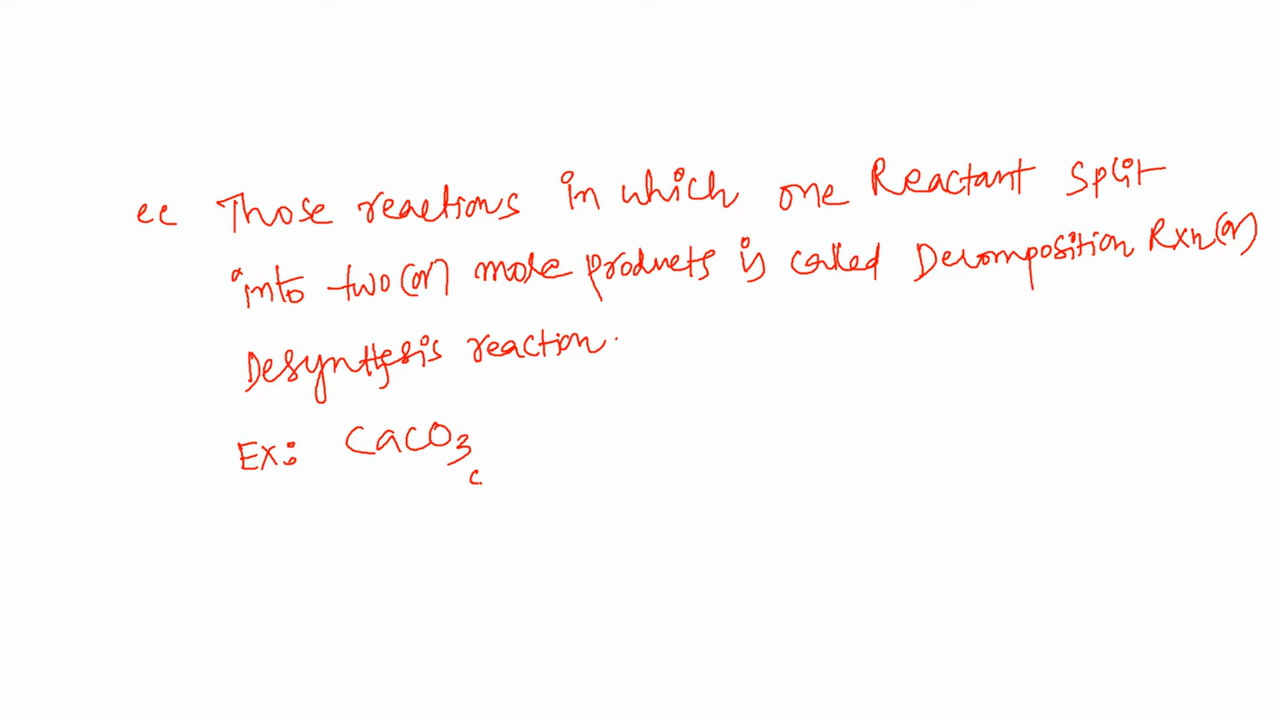 “ Those reactions in which one Reactant split
into two (or) more products is called Decomposition Rxn (or)
Desynthesis reaction.
Ex: CaCO3
c